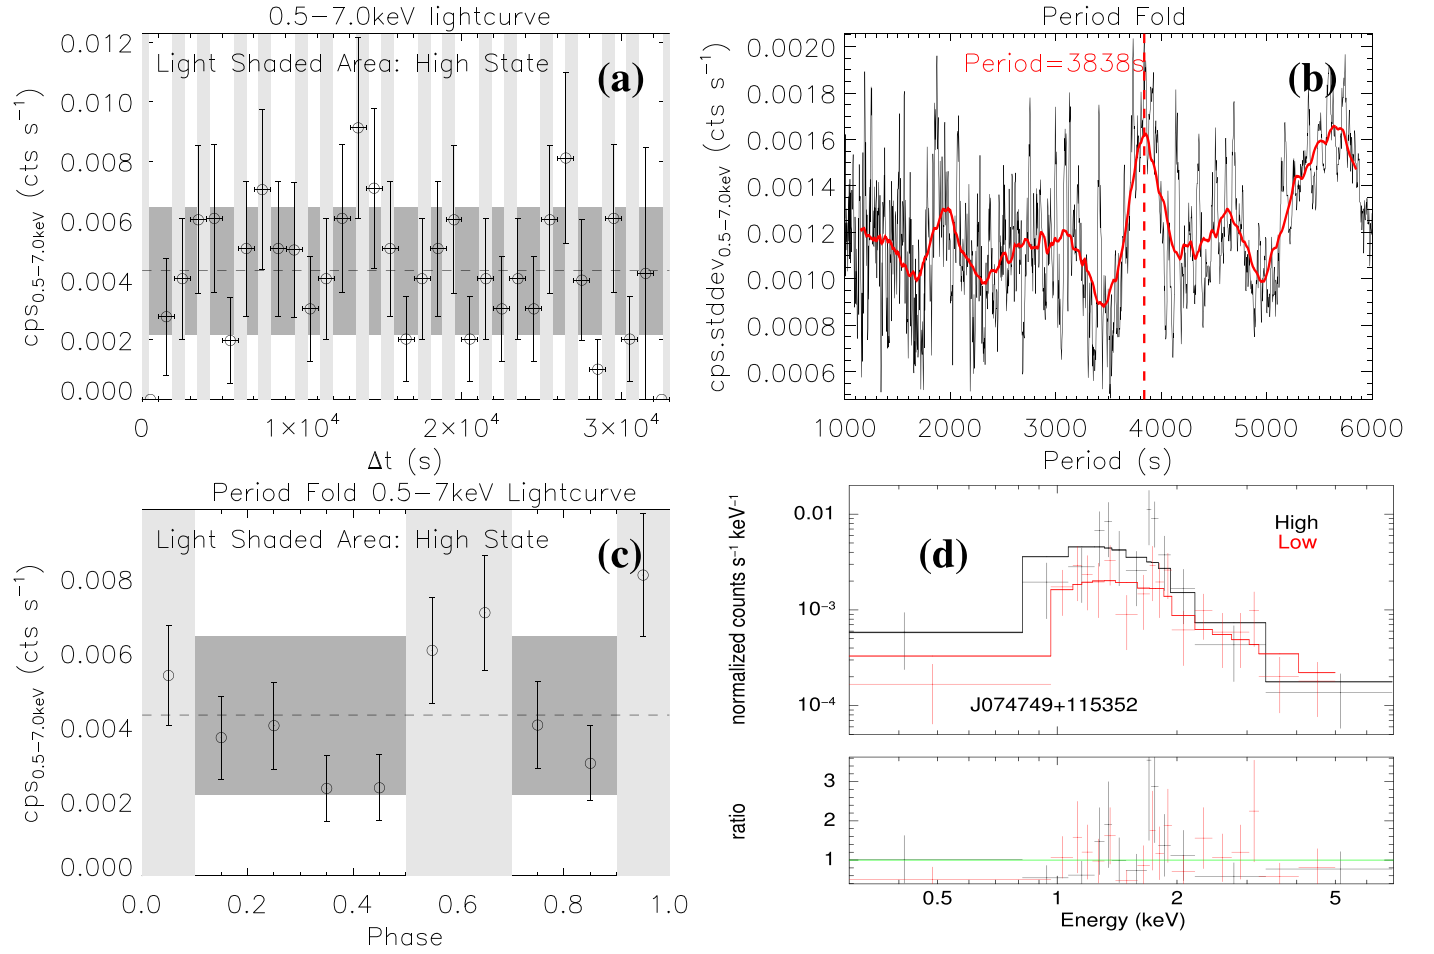 0.5−7.0keV lightcurve
Light Shaded Area: High State
(a)
cps0.5−7.0keV (cts s−1)
0.012
0.010
0.008
0.006
0.004
0.002
0.000
0 1×10⁴ 2×10⁴ 3×10⁴
Δt (s)
Period Fold
Period=3838s
(b)
cps.stddev0.5−7.0keV (cts s−1)
0.0020
0.0018
0.0016
0.0014
0.0012
0.0010
0.0008
0.0006
1000 2000 3000 4000 5000 6000
Period (s)
Period Fold 0.5−7keV Lightcurve
Light Shaded Area: High State
(c)
cps0.5−7.0keV (cts s−1)
0.008
0.006
0.004
0.002
0.000
0.0 0.2 0.4 0.6 0.8 1.0
Phase
(d)
High
Low
normalized counts s−1 keV−1
0.01
10−3
10−4
J074749+115352
ratio
3
2
1
0.5 1 2 5
Energy (keV)